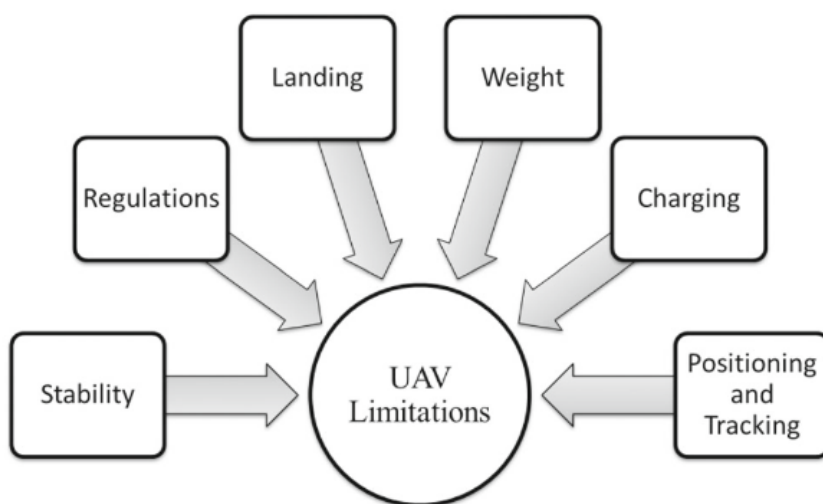 Landing
Weight
Regulations
Charging
Stability
UAV
Limitations
Positioning
and
Tracking